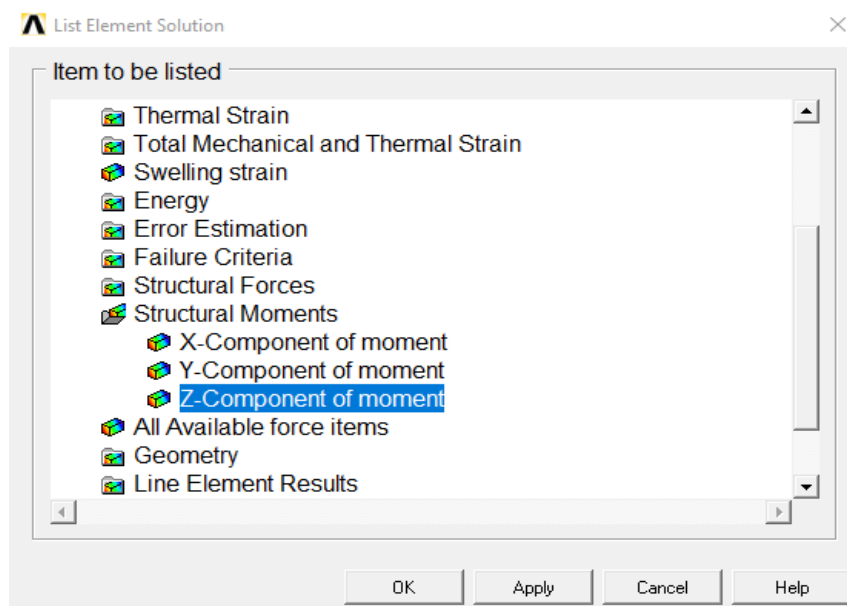 List Element Solution
Item to be listed
Thermal Strain
Total Mechanical and Thermal Strain
Swelling strain
Energy
Error Estimation
Failure Criteria
Structural Forces
Structural Moments
X-Component of moment
Y-Component of moment
Z-Component of moment
All Available force items
Geometry
Line Element Results
OK Apply Cancel Help